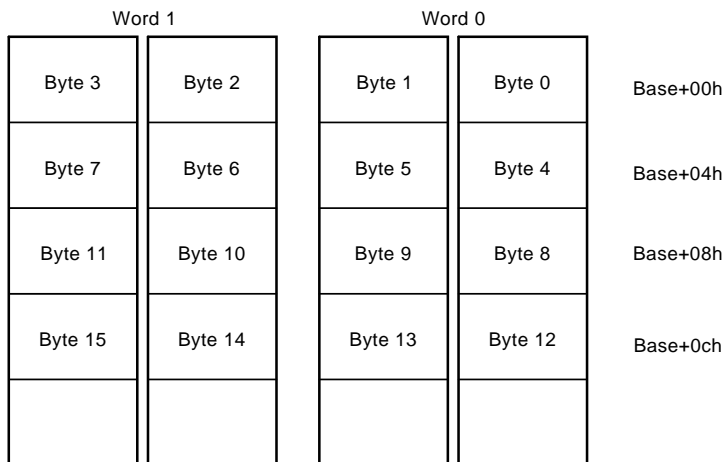 Word 1 Word 0
Byte 3 Byte 2 Byte 1 Byte 0 Base+00h
Byte 7 Byte 6 Byte 5 Byte 4 Base+04h
Byte 11 Byte 10 Byte 9 Byte 8 Base+08h
Byte 15 Byte 14 Byte 13 Byte 12 Base+0ch